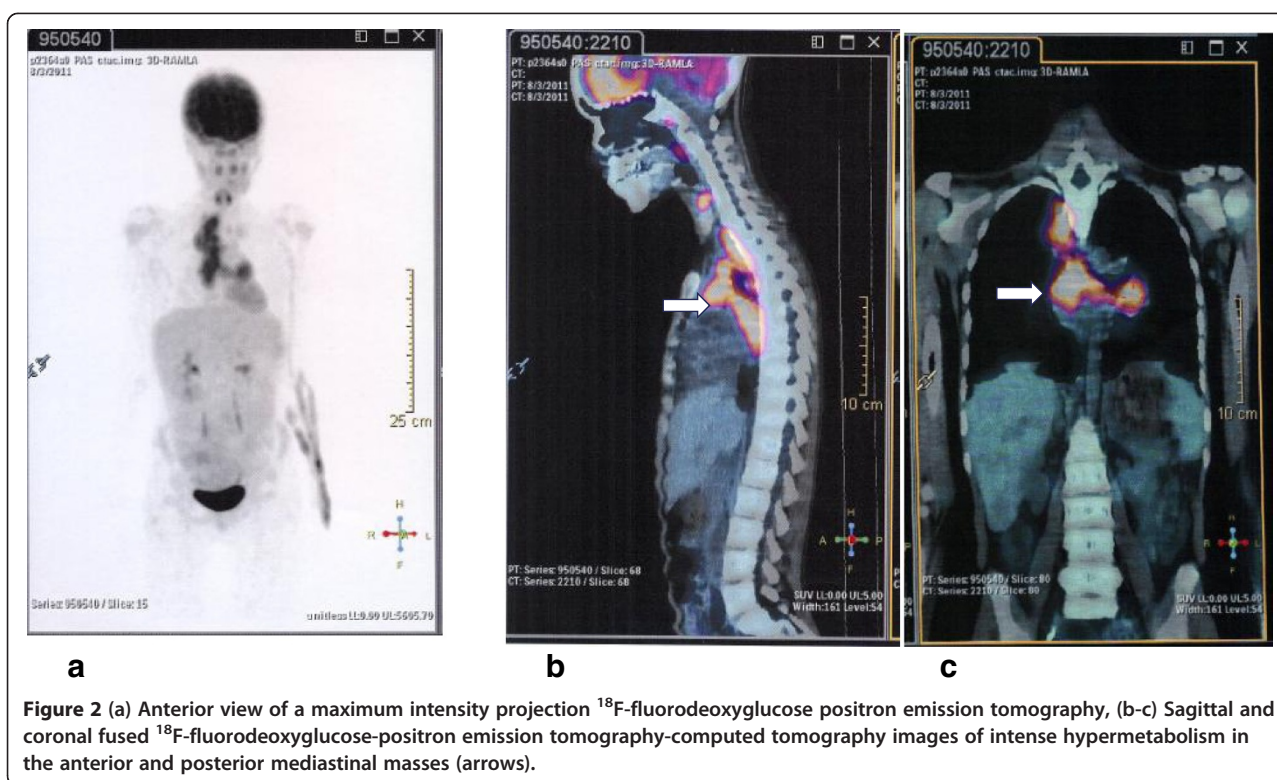 950540
p2364s0 PAS ctac.img: 3D-RAMLA
8/3/2011
25 cm
H
R A L
F
Series: 950540 / Slice: 15
unitless LL:0.00 UL:5605.70
a
950540:2210
PT: p2364s0 PAS ctac.img: 3D-RAMLA
CT:
PT: 8/3/2011
CT: 8/3/2011
10 cm
H
A L P
F
PT: Series: 950540 / Slice: 68
CT: Series: 2210 / Slice: 68
SUV LL:0.00 UL:5.00
Width:161 Level:54
b
950540:2210
PT: p2364s0 PAS ctac.img: 3D-RAMLA
CT:
PT: 8/3/2011
CT: 8/3/2011
10 cm
H
R L
F
PT: Series: 950540 / Slice: 80
CT: Series: 2210 / Slice: 80
SUV LL:0.00 UL:5.00
Width:161 Level:54
c
Figure 2 (a) Anterior view of a maximum intensity projection ¹⁸F-fluorodeoxyglucose positron emission tomography, (b-c) Sagittal and
coronal fused ¹⁸F-fluorodeoxyglucose-positron emission tomography-computed tomography images of intense hypermetabolism in
the anterior and posterior mediastinal masses (arrows).